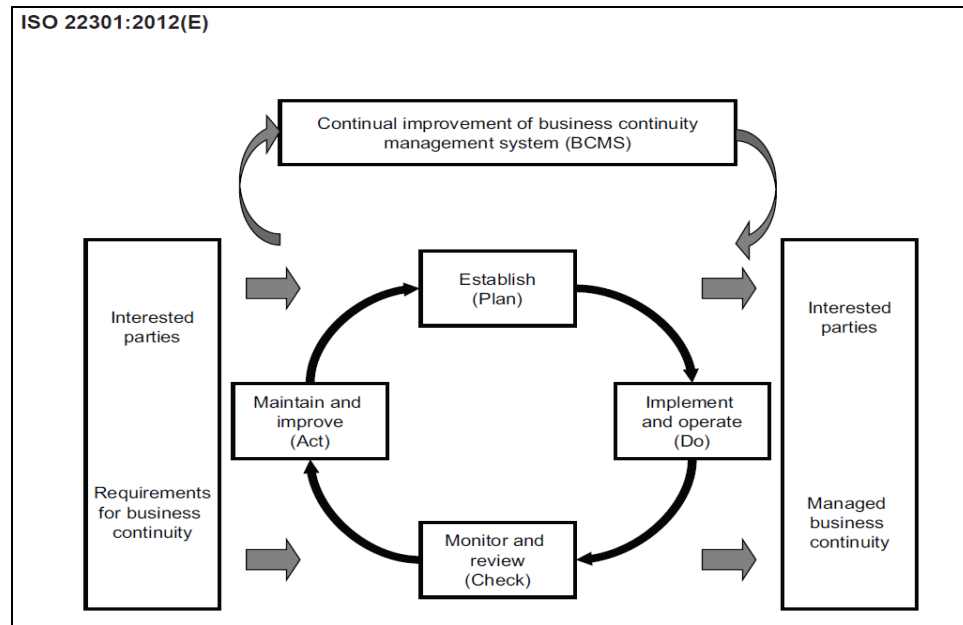 ISO 22301:2012(E)
Continual improvement of business continuity
management system (BCMS)
Establish
(Plan)
Interested
parties
Interested
parties
Maintain and
improve
(Act)
Implement
and operate
(Do)
Requirements
for business
continuity
Managed
business
continuity
Monitor and
review
(Check)